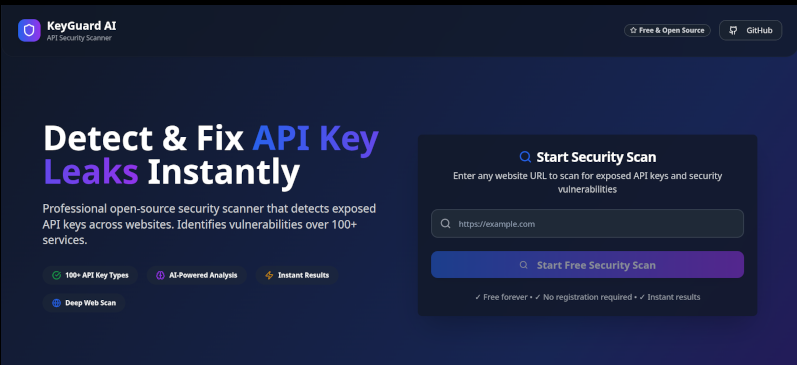 KeyGuard AI
API Security Scanner
Free & Open Source
GitHub
Detect & Fix API Key
Leaks Instantly
Professional open-source security scanner that detects exposed
API keys across websites. Identifies vulnerabilities over 100+
services.
100+ API Key Types
AI-Powered Analysis
Instant Results
Deep Web Scan
Start Security Scan
Enter any website URL to scan for exposed API keys and security
vulnerabilities
https://example.com
Start Free Security Scan
✓ Free forever • ✓ No registration required • ✓ Instant results